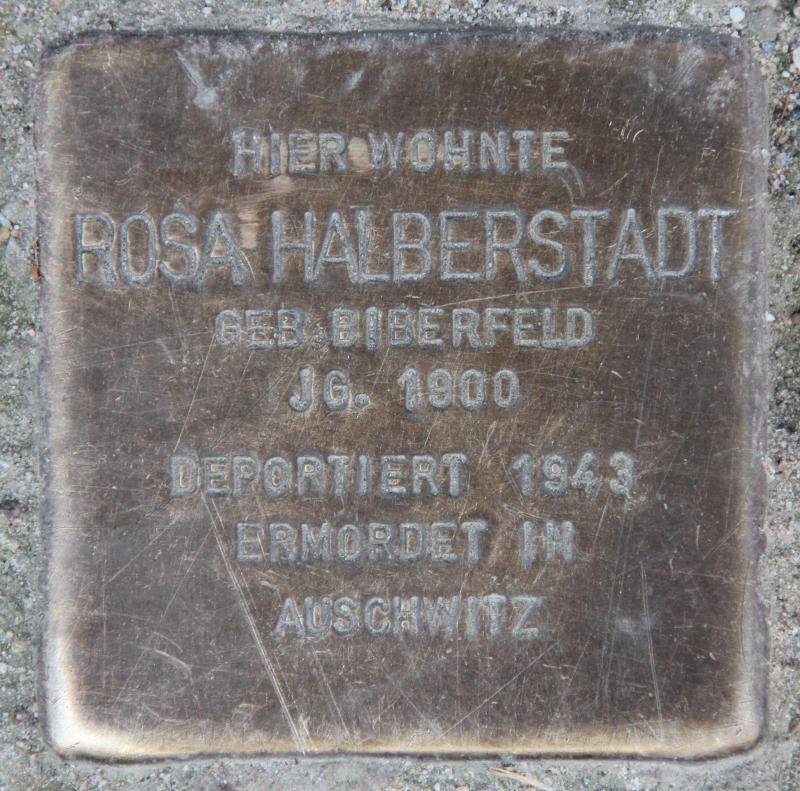 HIER WOHNTE
ROSA HALBERSTADT
GEB. BIBERFELD
JG. 1900
DEPORTIERT 1943
ERMORDET IN
AUSCHWITZ